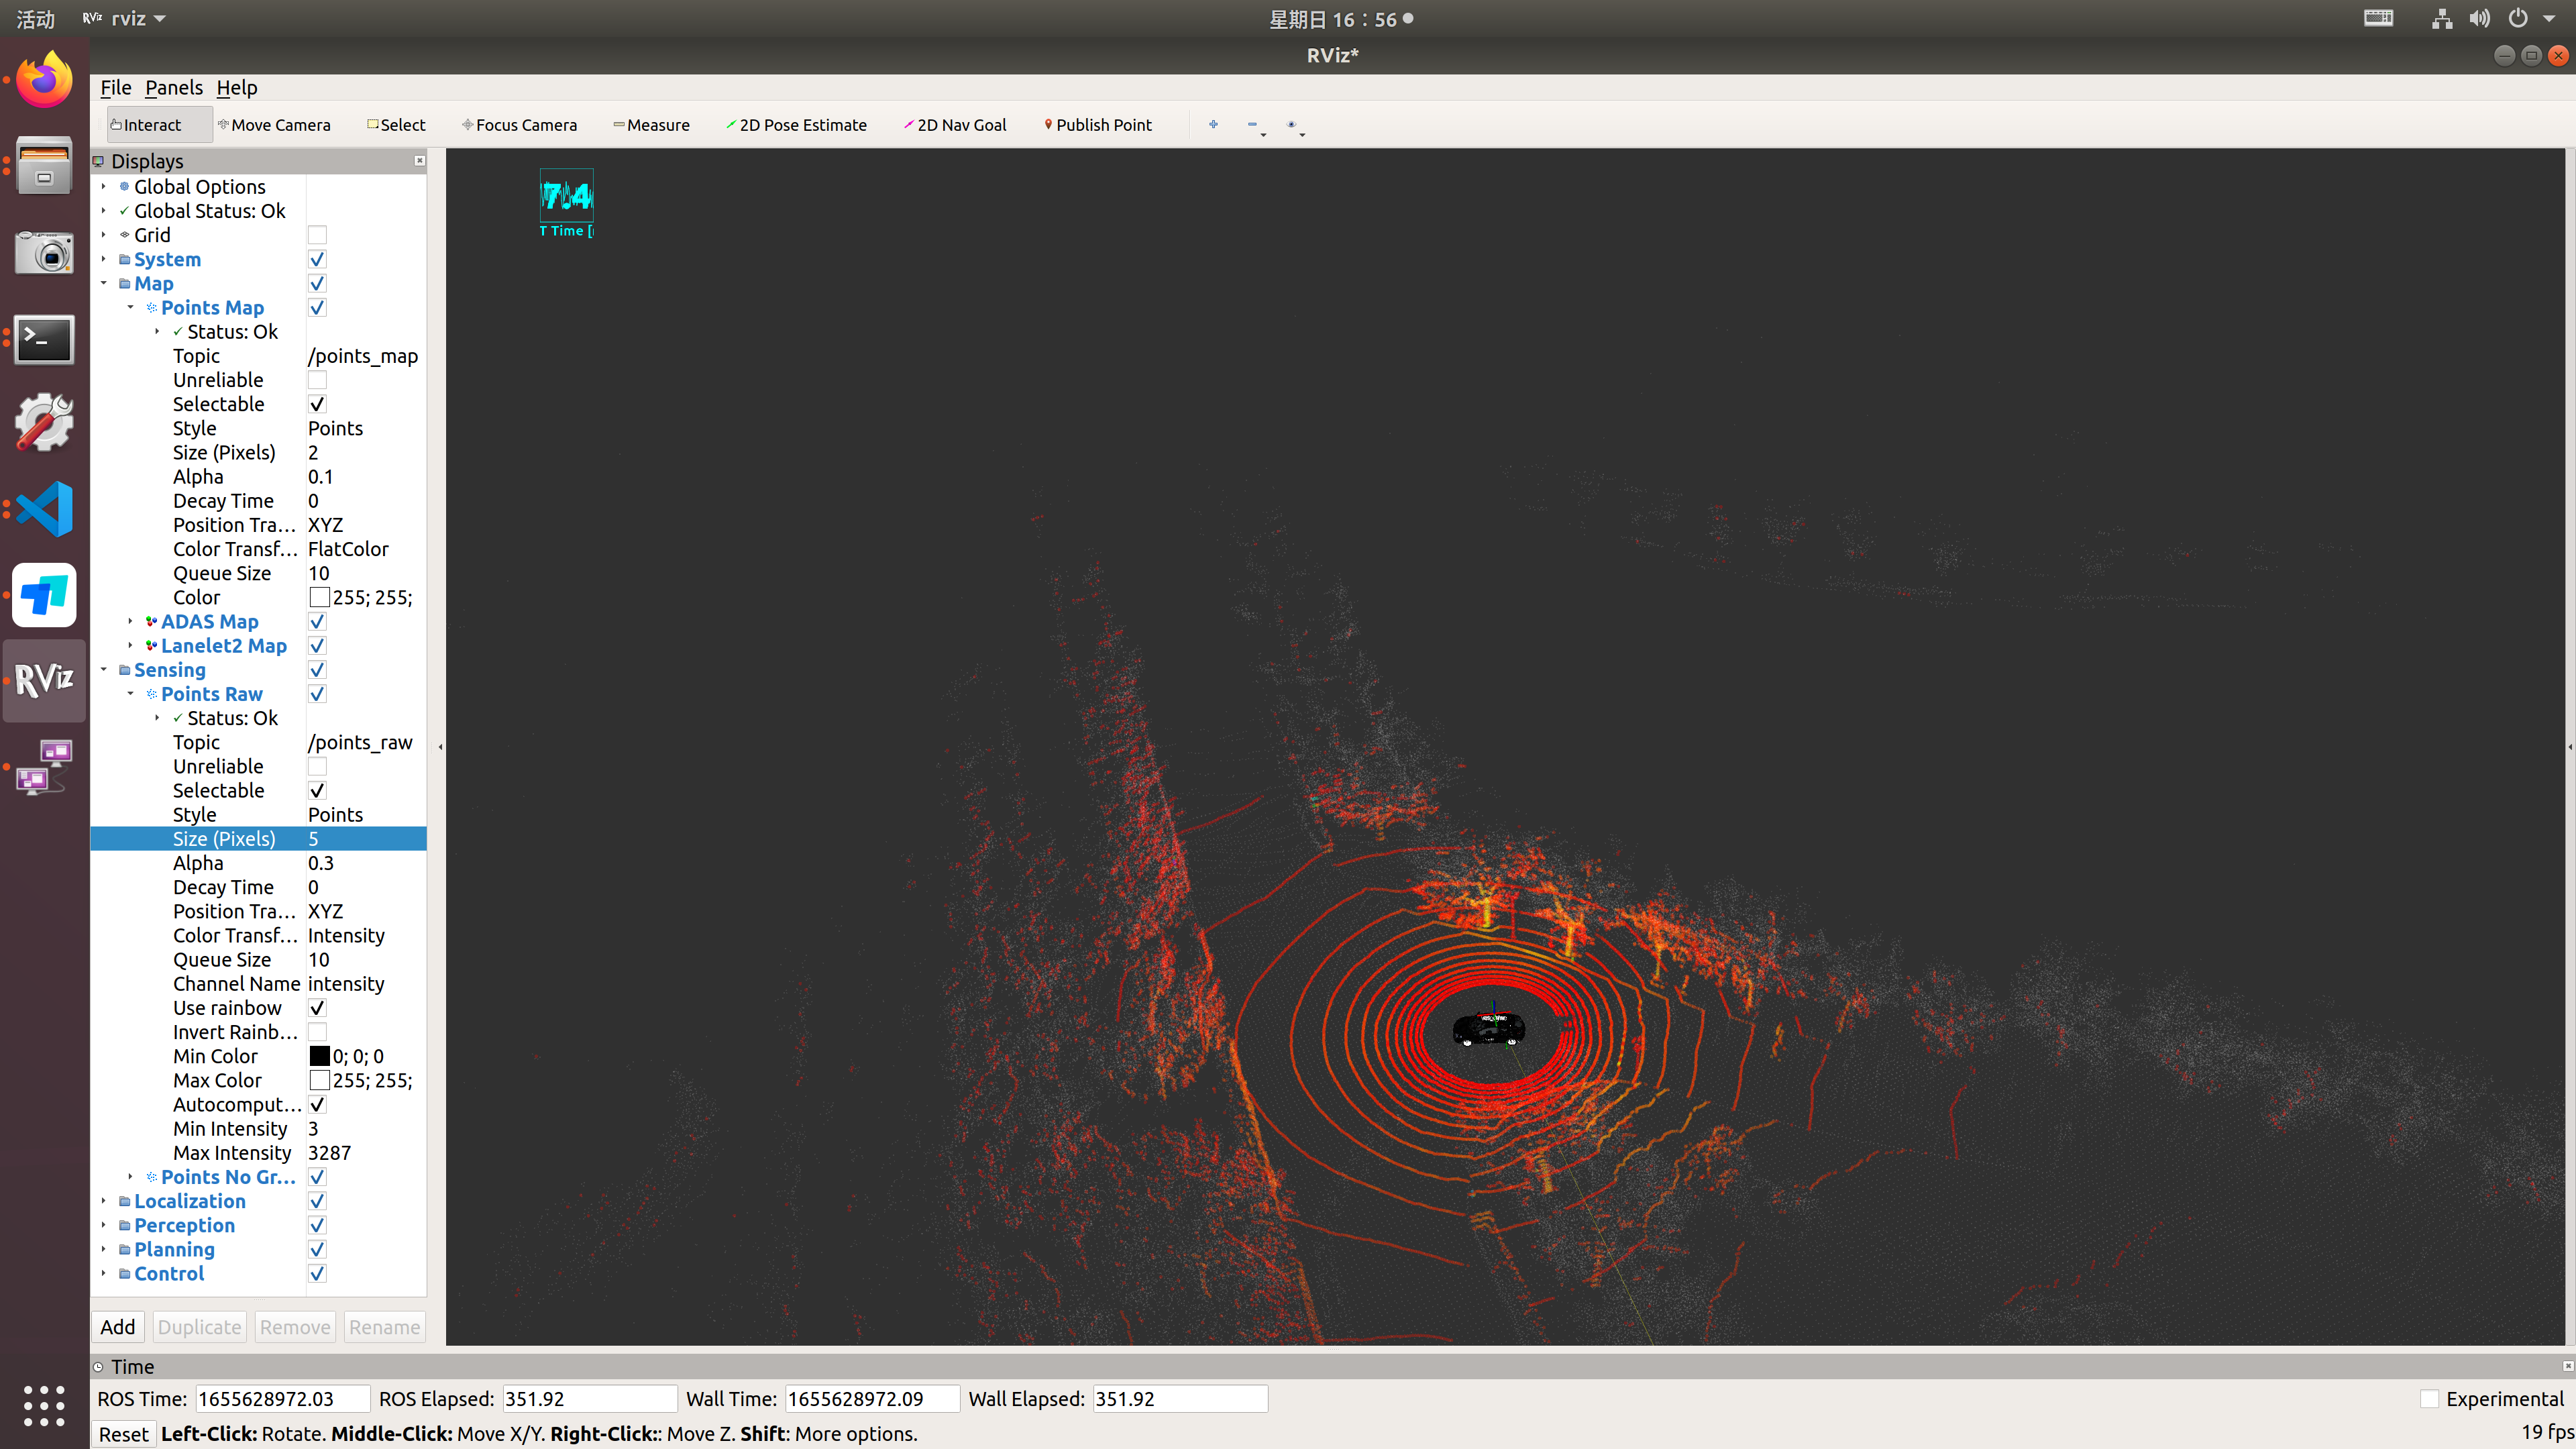 活动 RViz rviz 星期日 16：56
RViz*
File Panels Help
Interact Move Camera Select Focus Camera Measure 2D Pose Estimate 2D Nav Goal Publish Point
Displays
Global Options
Global Status: Ok
Grid
System
Map
Points Map
Status: Ok
Topic /points_map
Unreliable
Selectable
Style Points
Size (Pixels) 2
Alpha 0.1
Decay Time 0
Position Tra… XYZ
Color Transf… FlatColor
Queue Size 10
Color 255; 255;
ADAS Map
Lanelet2 Map
Sensing
Points Raw
Status: Ok
Topic /points_raw
Unreliable
Selectable
Style Points
Size (Pixels) 5
Alpha 0.3
Decay Time 0
Position Tra… XYZ
Color Transf… Intensity
Queue Size 10
Channel Name intensity
Use rainbow
Invert Rainb…
Min Color 0; 0; 0
Max Color 255; 255;
Autocomput…
Min Intensity 3
Max Intensity 3287
Points No Gr…
Localization
Perception
Planning
Control
Add Duplicate Remove Rename
7.4
T Time [
RViz
Time
ROS Time: 1655628972.03 ROS Elapsed: 351.92 Wall Time: 1655628972.09 Wall Elapsed: 351.92 Experimental
Reset Left-Click: Rotate. Middle-Click: Move X/Y. Right-Click:: Move Z. Shift: More options. 19 fps